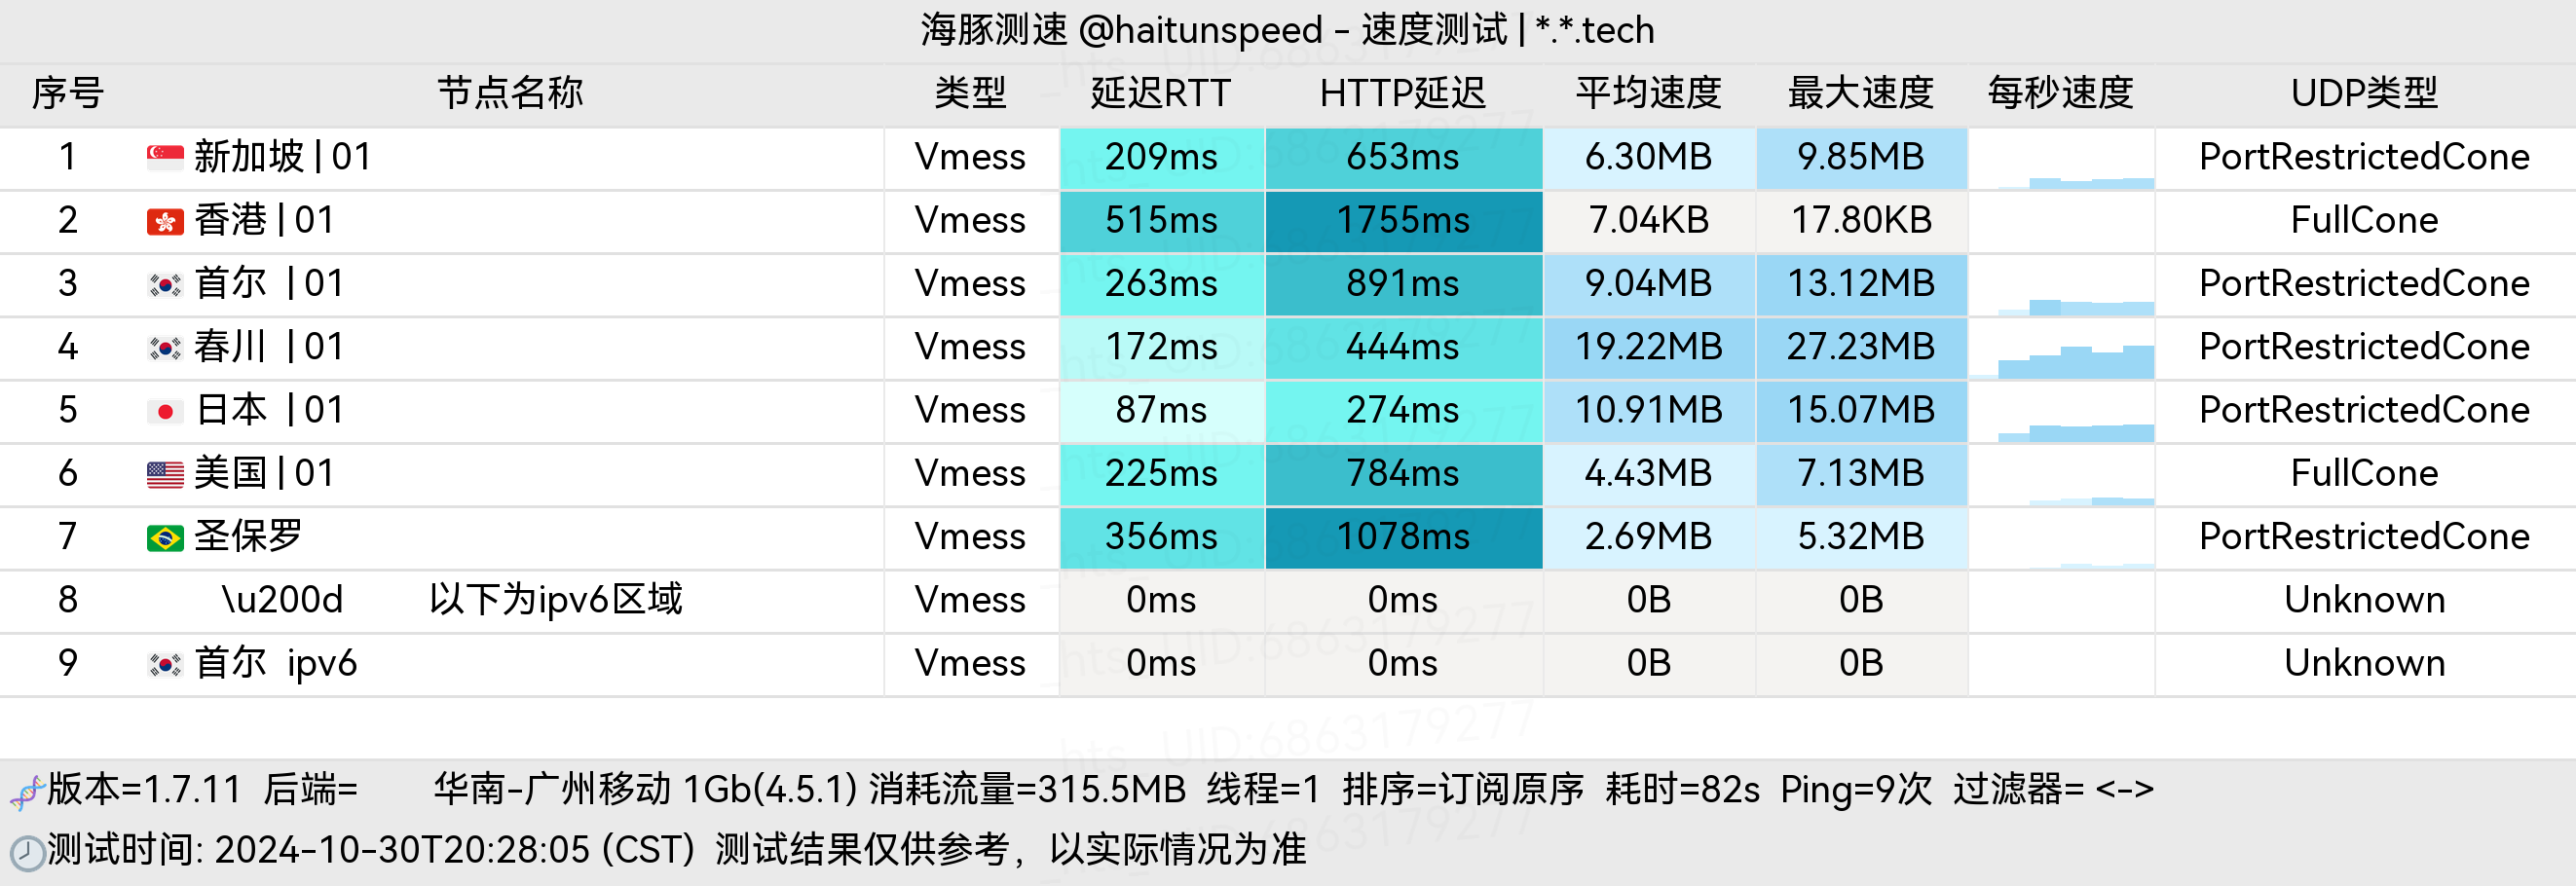 海豚测速 @haitunspeed - 速度测试 | *.*.tech
序号 节点名称 类型 延迟RTT HTTP延迟 平均速度 最大速度 每秒速度 UDP类型
1 新加坡 | 01 Vmess 209ms 653ms 6.30MB 9.85MB PortRestrictedCone
2 香港 | 01 Vmess 515ms 1755ms 7.04KB 17.80KB FullCone
3 首尔 | 01 Vmess 263ms 891ms 9.04MB 13.12MB PortRestrictedCone
4 春川 | 01 Vmess 172ms 444ms 19.22MB 27.23MB PortRestrictedCone
5 日本 | 01 Vmess 87ms 274ms 10.91MB 15.07MB PortRestrictedCone
6 美国 | 01 Vmess 225ms 784ms 4.43MB 7.13MB FullCone
7 圣保罗 Vmess 356ms 1078ms 2.69MB 5.32MB PortRestrictedCone
8 \u200d 以下为ipv6区域 Vmess 0ms 0ms 0B 0B Unknown
9 首尔 ipv6 Vmess 0ms 0ms 0B 0B Unknown
_hts_ UID:6863179277
版本=1.7.11 后端= 华南-广州移动 1Gb(4.5.1) 消耗流量=315.5MB 线程=1 排序=订阅原序 耗时=82s Ping=9次 过滤器= <->
测试时间: 2024-10-30T20:28:05 (CST) 测试结果仅供参考，以实际情况为准